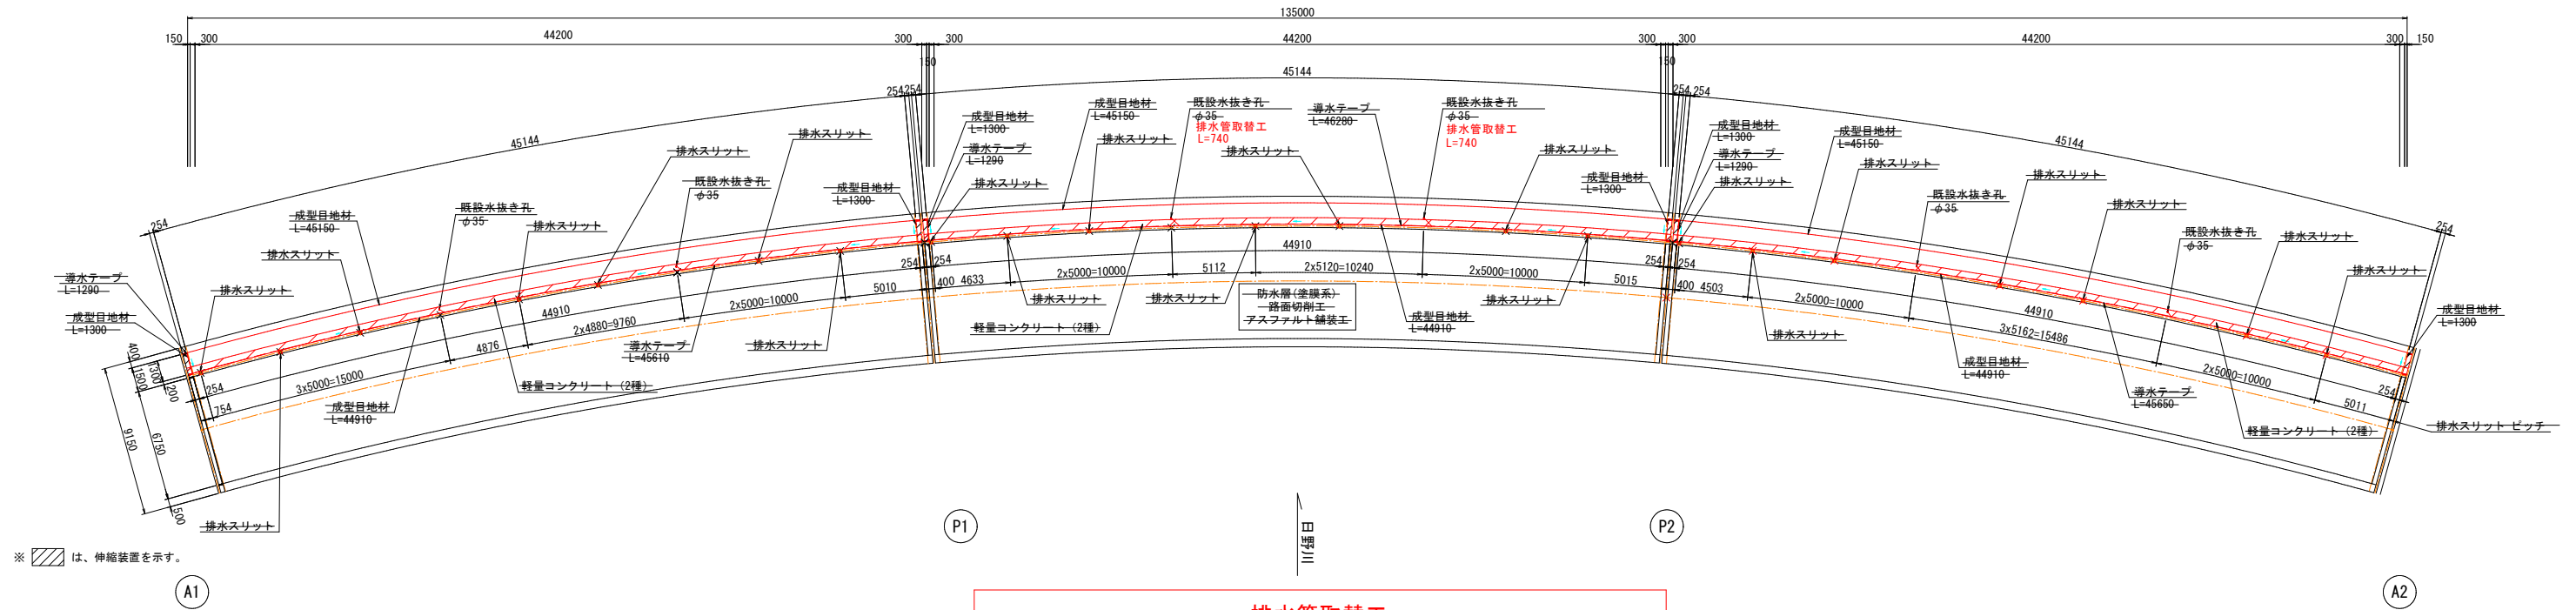 135000
150
300
44200
300
150
300
44200
300
150
300
44200
300
150
45144
254
254
254
254
45144
45144
254
254
成型目地材
L=45150
既設水抜き孔
φ35
排水管取替工
L=740
導水テープ
L=46280
既設水抜き孔
φ35
排水管取替工
L=740
成型目地材
L=1300
導水テープ
L=1290
排水スリット
排水スリット
排水スリット
排水スリット
排水スリット
成型目地材
L=1300
導水テープ
L=1290
排水スリット
成型目地材
L=45150
排水スリット
排水スリット
排水スリット
既設水抜き孔
φ35
成型目地材
L=1300
成型目地材
L=1300
既設水抜き孔
φ35
排水スリット
排水スリット
既設水抜き孔
φ35
排水スリット
成型目地材
L=45150
既設水抜き孔
φ35
排水スリット
排水スリット
排水スリット
導水テープ
L=1290
排水スリット
成型目地材
L=1300
成型目地材
L=1300
44910
254
254
254
254
2x5000=10000
5112
2x5120=10240
2x5000=10000
5015
400
4633
5010
2x5000=10000
400
4503
2x5000=10000
44910
44910
2x4880=9760
4876
3x5000=15000
254
754
3x5162=15486
2x5000=10000
254
5011
排水スリット
排水スリット
排水スリット
防水層(塗膜系)
路面切削工
アスファルト舗装工
軽量コンクリート (2種)
成型目地材
L=44910
排水スリット
排水スリット
導水テープ
L=45610
軽量コンクリート (2種)
成型目地材
L=44910
成型目地材
L=44910
導水テープ
L=45650
軽量コンクリート (2種)
排水スリット ピッチ
400
1300
1500
200
9150
6750
500
排水スリット
日野川
P1
P2
※
は、伸縮装置を示す。
A1
A2
排水管取替工